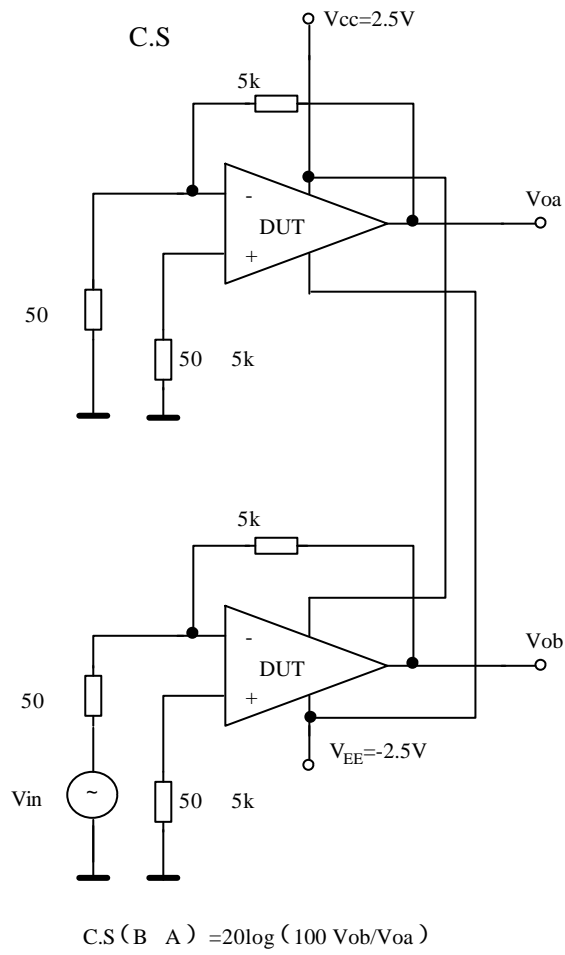 C.S
Vcc=2.5V
5k
-
DUT
+
Voa
50
50 5k
5k
-
DUT
+
Vob
50
VEE=-2.5V
Vin
~
50 5k
C.S（B A）=20log（100 Vob/Voa）